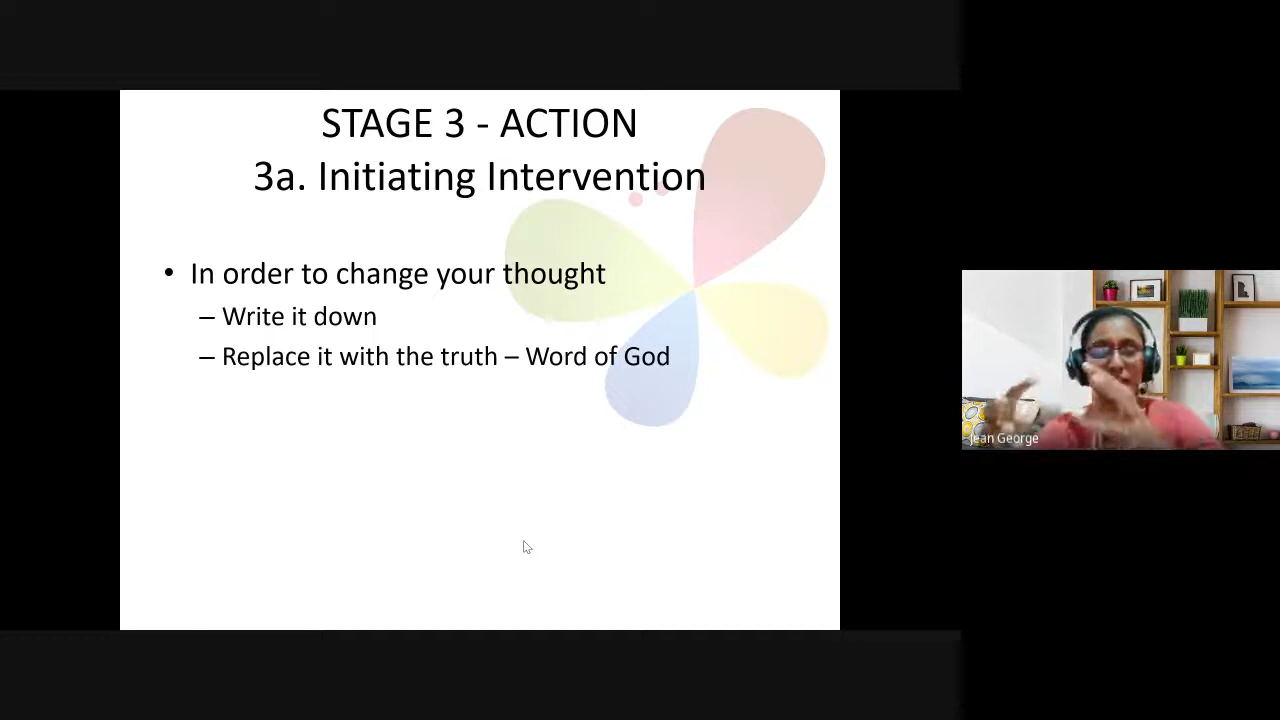 STAGE 3 - ACTION
3a. Initiating Intervention
• In order to change your thought
– Write it down
– Replace it with the truth – Word of God
Jean George